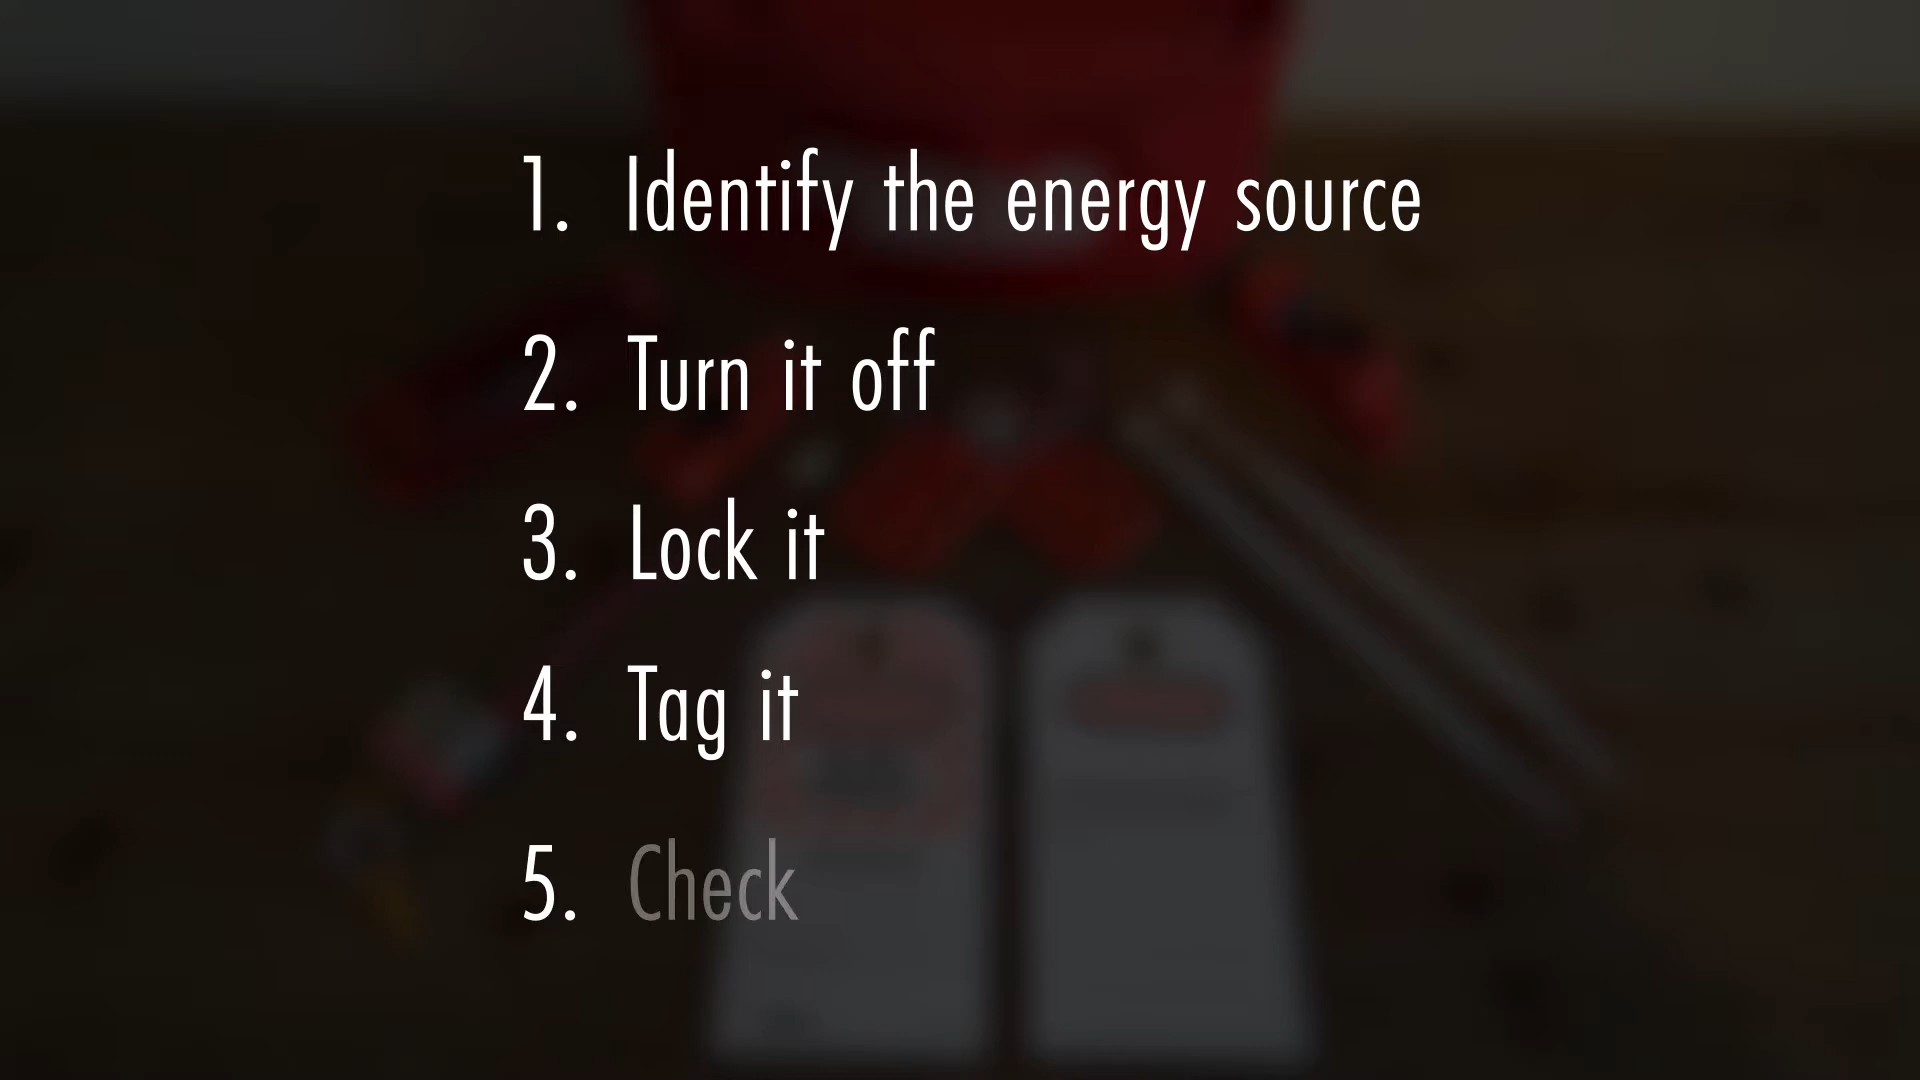 1. Identify the energy source
2. Turn it off
3. Lock it
4. Tag it
5. Check